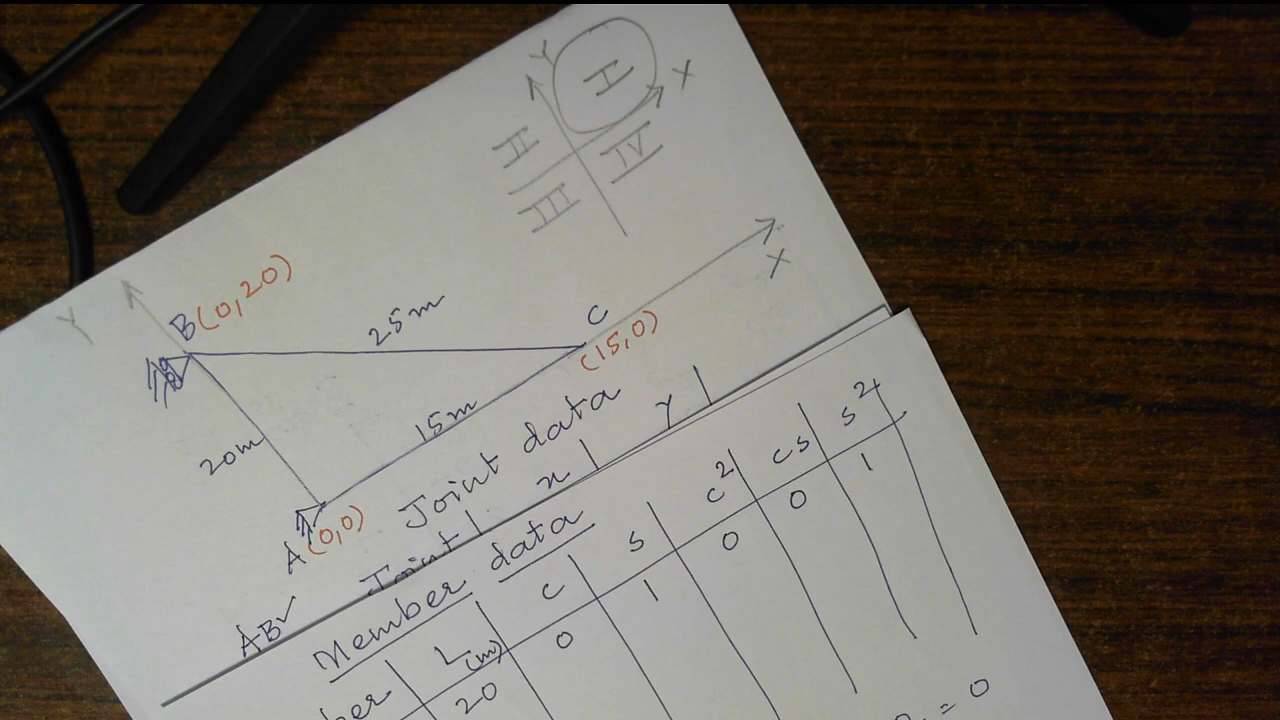 Y
I
X
II
IV
III
X
Y
B(0,20)
25m
C
(15,0)
20m
15m
A(0,0)
Joint data
AB✓ Joint x Y
Member data
L(m) C S C² CS S²
20 0 1 0 0 1
= 0